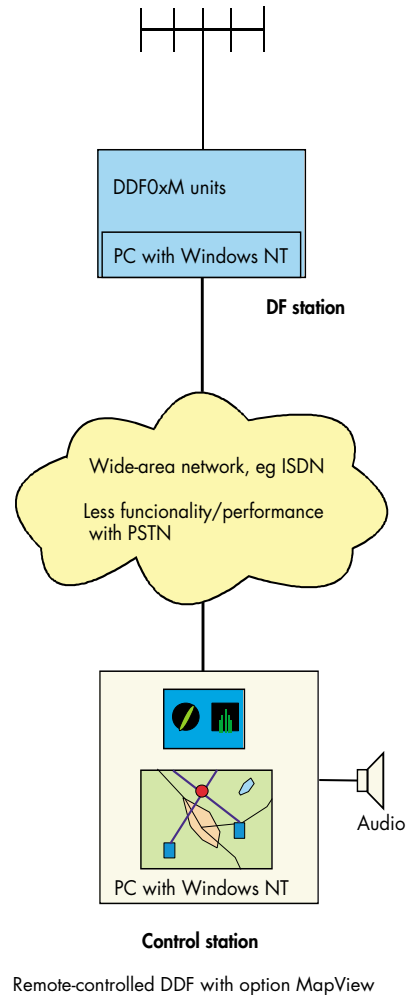 DDF0xM units
PC with Windows NT
DF station
Wide-area network, eg ISDN
Less funcionality/performance
with PSTN
Audio
PC with Windows NT
Control station
Remote-controlled DDF with option MapView